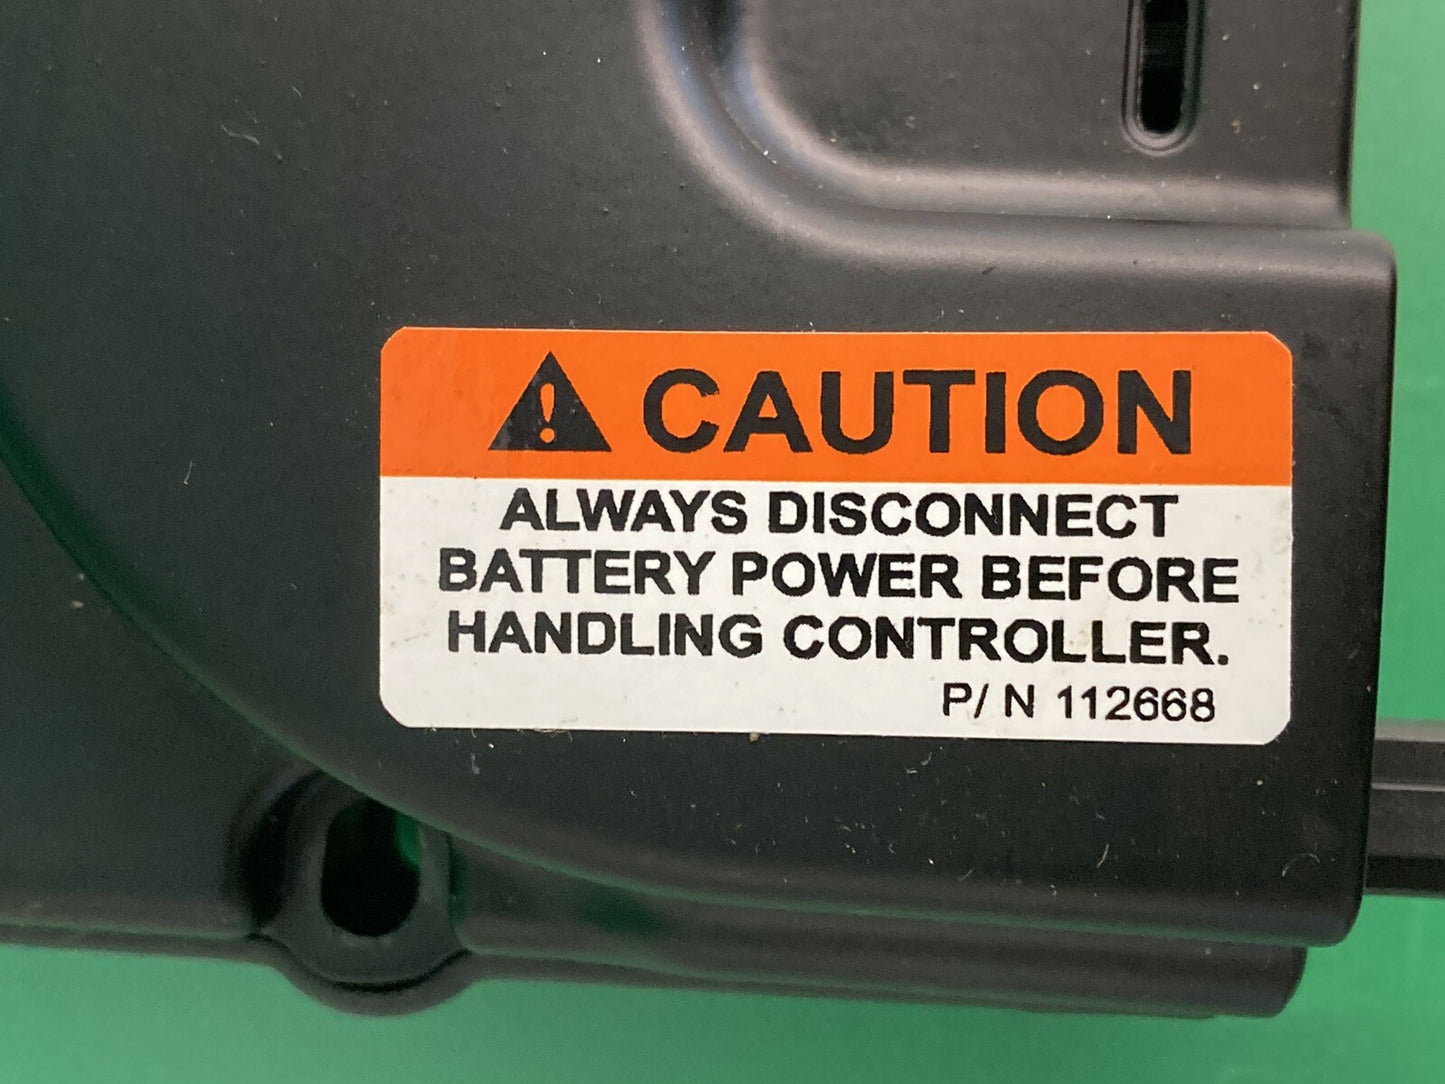 CAUTION
ALWAYS DISCONNECT
BATTERY POWER BEFORE
HANDLING CONTROLLER.
P/ N 112668